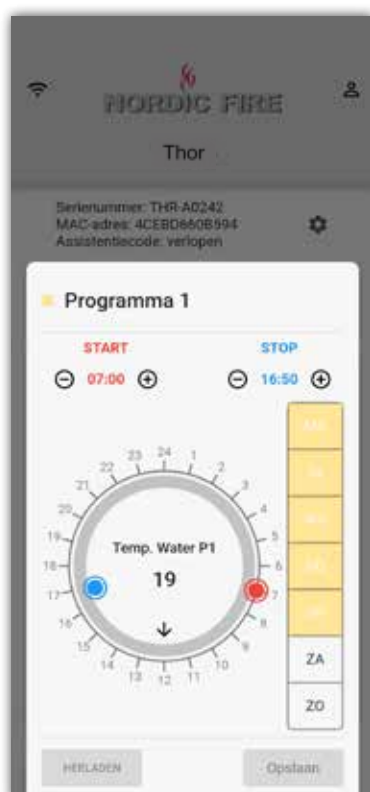 NORDIC FIRE
Thor
Serienummer: THR-A0242
MAC-adres: 4CEBD660B594
Assistentiecode: verlopen
Programma 1
START
STOP
07:00
16:50
24
1
2
3
4
5
6
7
8
9
10
11
12
13
14
15
16
17
18
19
20
21
22
23
Temp. Water P1
19
ZA
ZO
HERLADEN
Opslaan